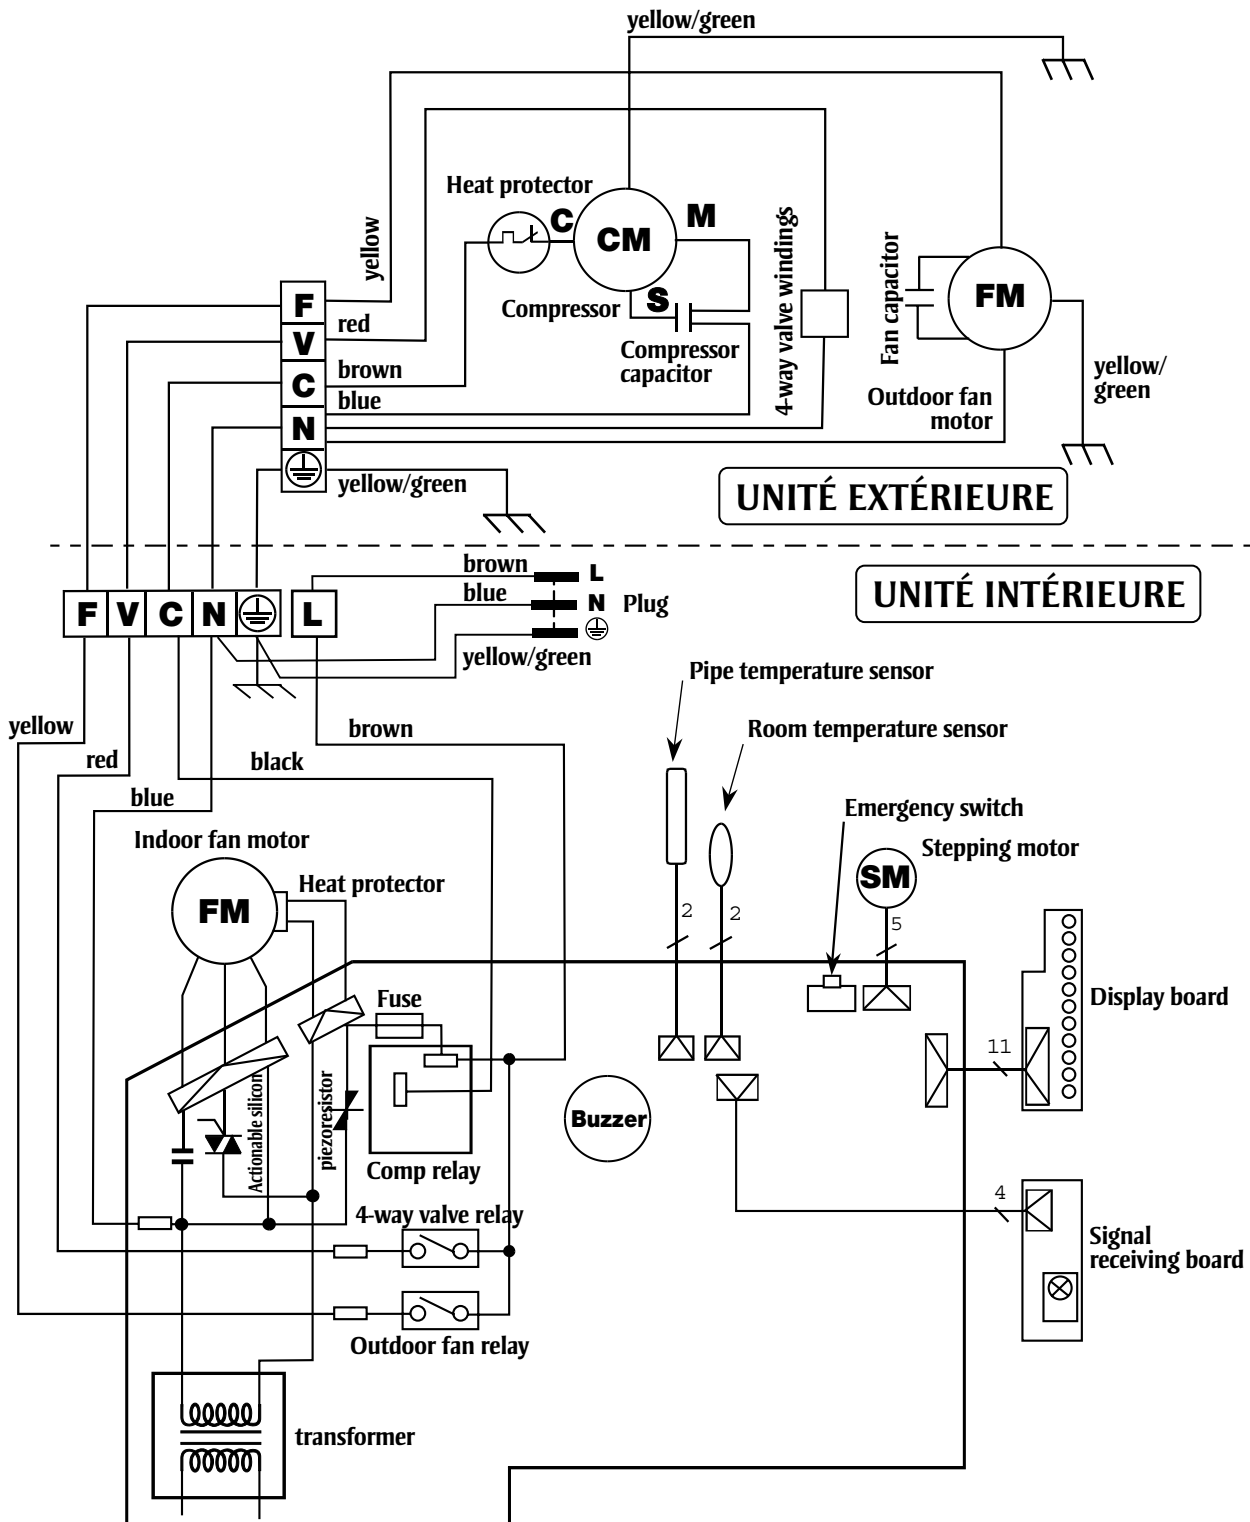 yellow/green
Heat protector
C
M
CM
S
Compressor
Compressor
capacitor
4-way valve windings
Fan capacitor
FM
Outdoor fan
motor
yellow/
green
yellow
F
red
V
brown
C
blue
N
yellow/green
UNITÉ EXTÉRIEURE
UNITÉ INTÉRIEURE
brown
L
blue
N
Plug
yellow/green
F
V
C
N
L
yellow
red
blue
black
brown
Pipe temperature sensor
Room temperature sensor
Emergency switch
Stepping motor
SM
2
2
5
Indoor fan motor
Heat protector
FM
Fuse
Display board
11
Actionable silicon
piezoresistor
Comp relay
Buzzer
4-way valve relay
4
Signal
receiving board
Outdoor fan relay
transformer